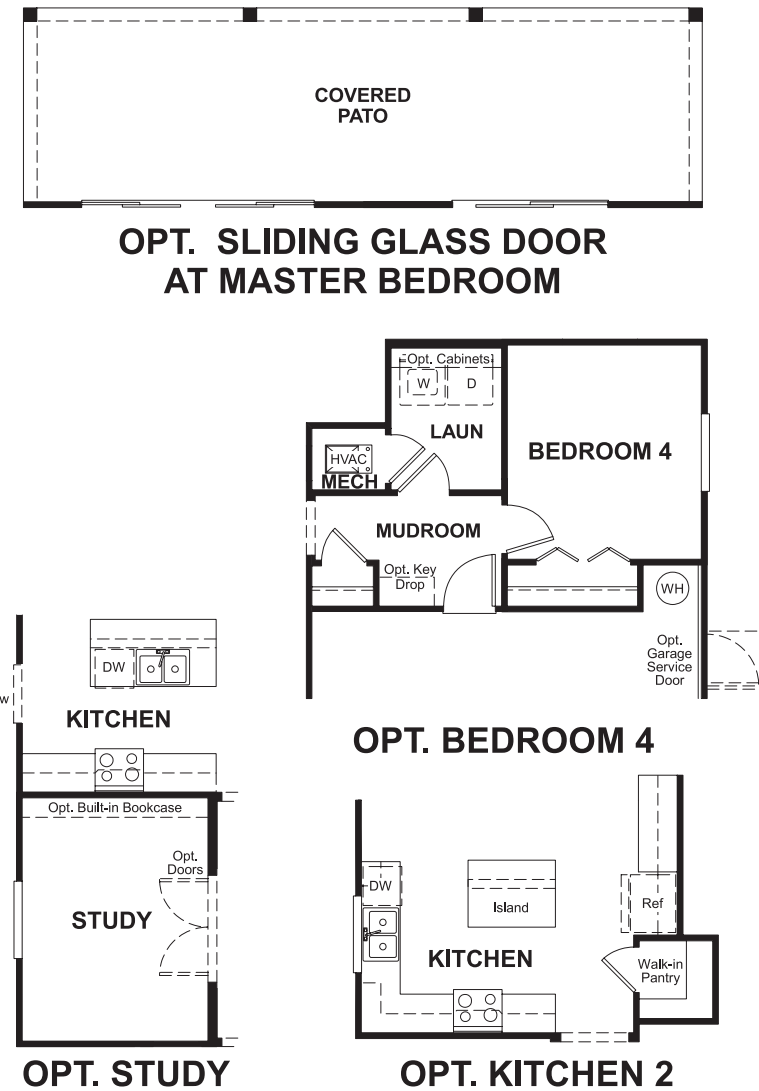 COVERED
PATO
OPT. SLIDING GLASS DOOR
AT MASTER BEDROOM
Opt. Cabinets
W
D
LAUN
BEDROOM 4
HVAC
MECH
MUDROOM
Opt. Key
Drop
WH
Opt.
Garage
Service
Door
OPT. BEDROOM 4
DW
w
KITCHEN
Opt. Built-in Bookcase
Opt.
Doors
STUDY
OPT. STUDY
DW
Island
Ref
KITCHEN
Walk-in
Pantry
OPT. KITCHEN 2